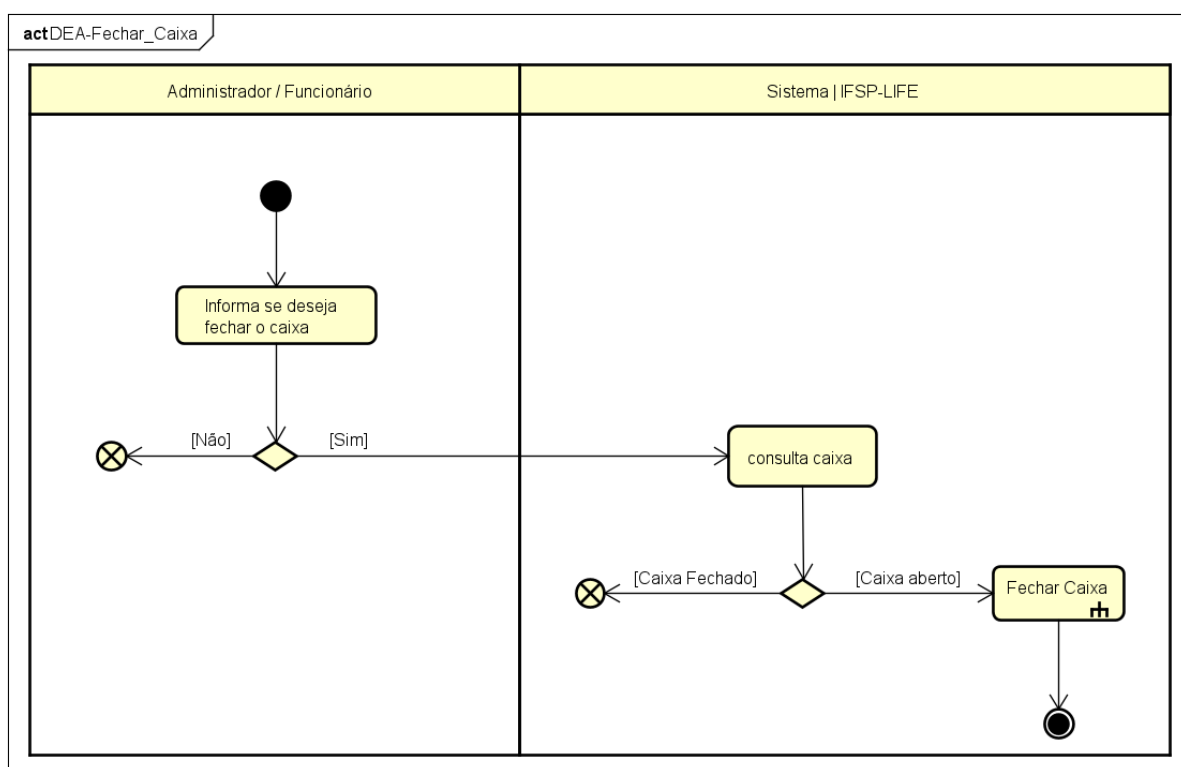 act DEA-Fechar_Caixa
Administrador / Funcionário
Sistema | IFSP-LIFE
Informa se deseja
fechar o caixa
[Não]
[Sim]
consulta caixa
[Caixa Fechado]
[Caixa aberto]
Fechar Caixa